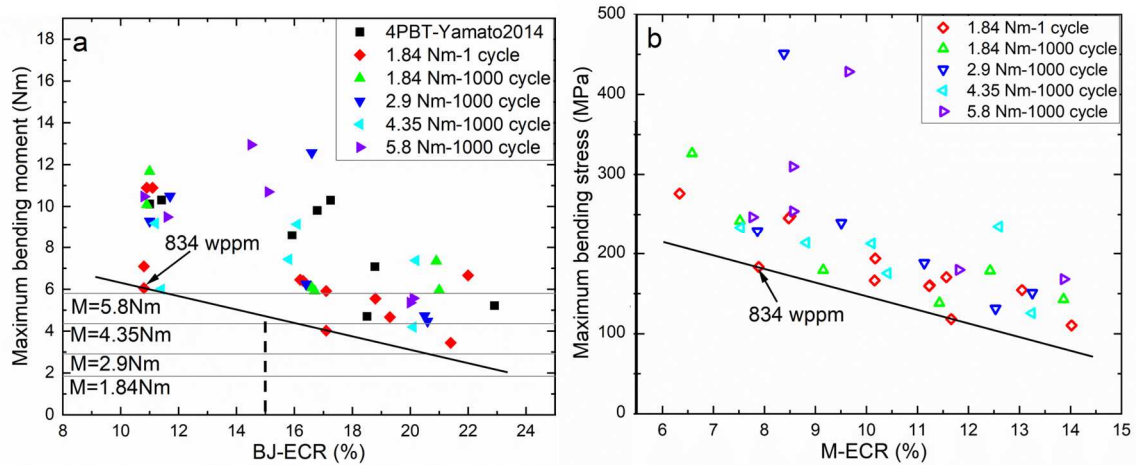 a
18
16
14
12
10
8
6
4
2
0
Maximum bending moment (Nm)
4PBT-Yamato2014
1.84 Nm-1 cycle
1.84 Nm-1000 cycle
2.9 Nm-1000 cycle
4.35 Nm-1000 cycle
5.8 Nm-1000 cycle
834 wppm
M=5.8Nm
M=4.35Nm
M=2.9Nm
M=1.84Nm
8 10 12 14 16 18 20 22 24
BJ-ECR (%)
b
500
400
300
200
100
0
Maximum bending stress (MPa)
1.84 Nm-1 cycle
1.84 Nm-1000 cycle
2.9 Nm-1000 cycle
4.35 Nm-1000 cycle
5.8 Nm-1000 cycle
834 wppm
6 7 8 9 10 11 12 13 14 15
M-ECR (%)